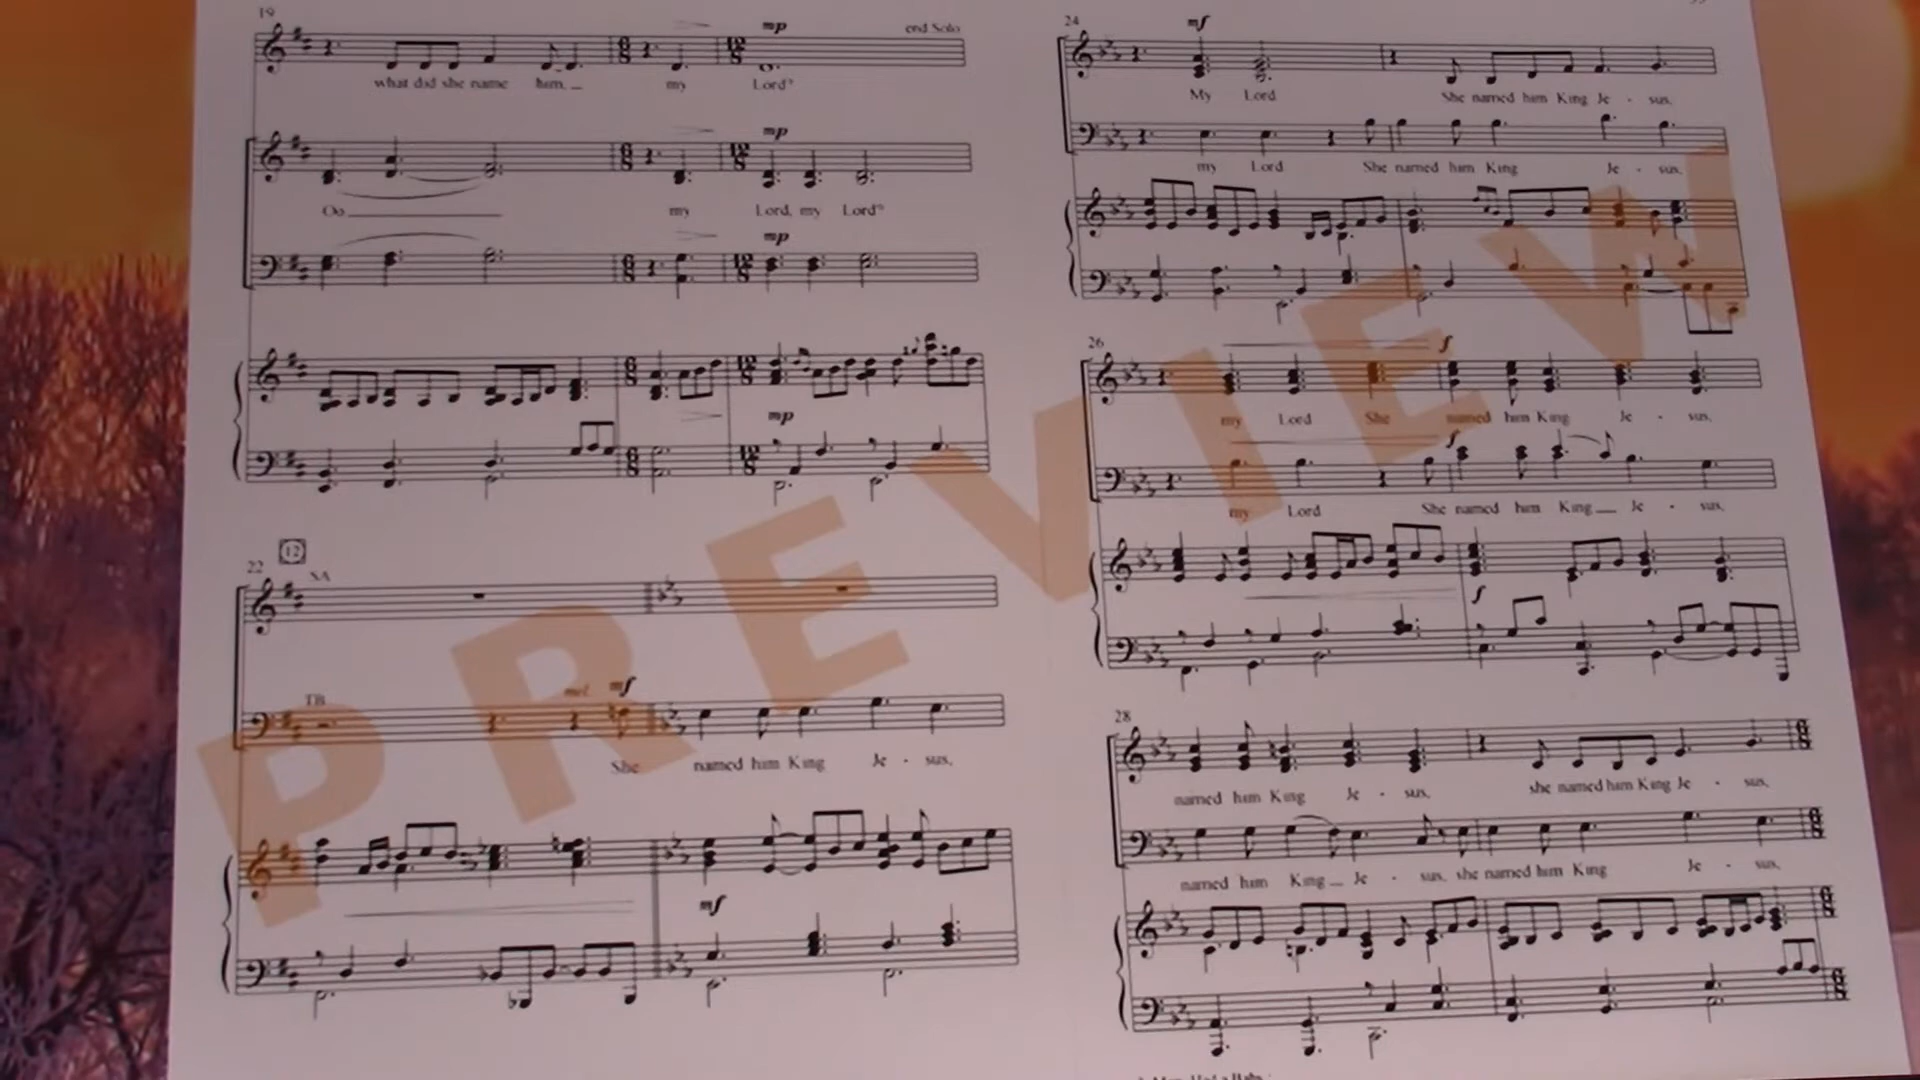 19
mp
end Solo
what did she name him, my Lord?
mp
Oo my Lord, my Lord?
mp
mp
12
22
SA
TB
mel. mf
She named him King Je - sus,
mf
24
mf
My Lord She named him King Je - sus,
my Lord She named him King Je - sus,
26
f
my Lord She named him King Je - sus,
f
my Lord She named him King Je - sus,
f
28
named him King Je - sus, she named him King Je - sus,
named him King Je - sus, she named him King Je - sus,
PREVIEW